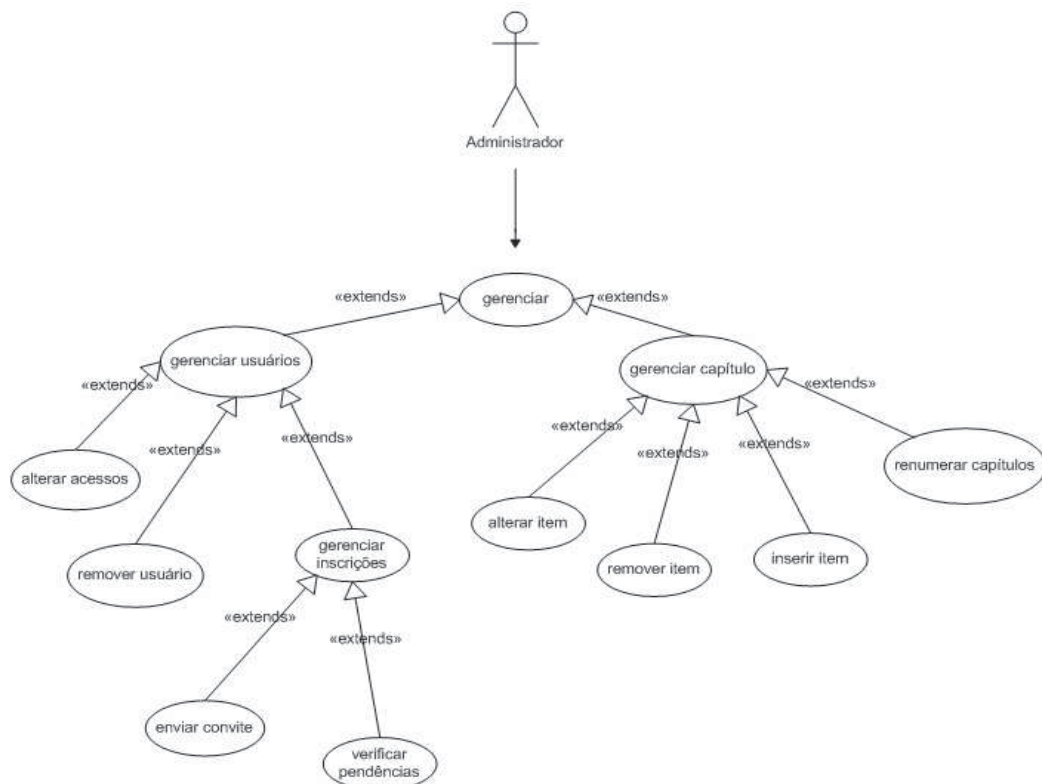 Administrador
gerenciar
«extends»
«extends»
gerenciar usuários
gerenciar capítulo
«extends»
«extends»
«extends»
«extends»
«extends»
«extends»
«extends»
alterar acessos
renumerar capítulos
alterar item
gerenciar
inscrições
remover usuário
remover item
inserir item
«extends»
«extends»
enviar convite
verificar
pendências